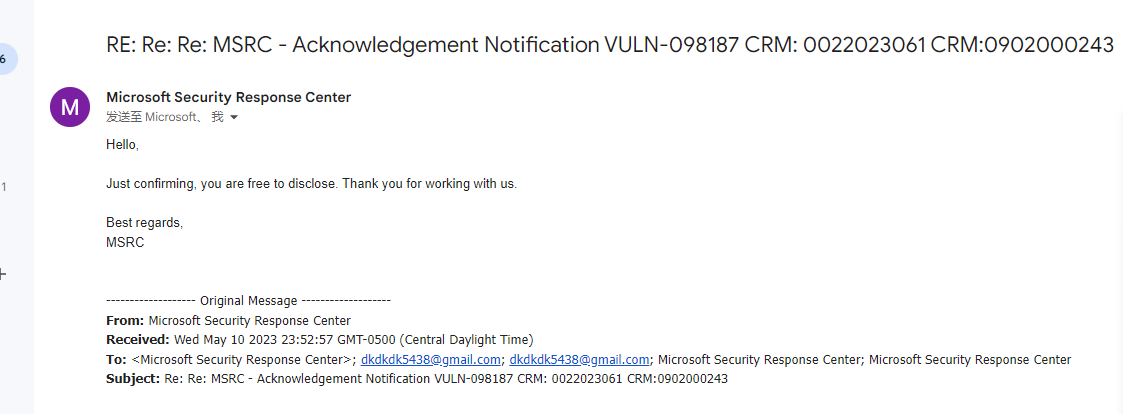 RE: Re: Re: MSRC - Acknowledgement Notification VULN-098187 CRM: 0022023061 CRM:0902000243
6
M
Microsoft Security Response Center
发送至 Microsoft、 我
Hello,
Just confirming, you are free to disclose. Thank you for working with us.
1
Best regards,
MSRC
------------------- Original Message -------------------
From: Microsoft Security Response Center
Received: Wed May 10 2023 23:52:57 GMT-0500 (Central Daylight Time)
To: <Microsoft Security Response Center>; dkdkdk5438@gmail.com; dkdkdk5438@gmail.com; Microsoft Security Response Center; Microsoft Security Response Center
Subject: Re: Re: MSRC - Acknowledgement Notification VULN-098187 CRM: 0022023061 CRM:0902000243